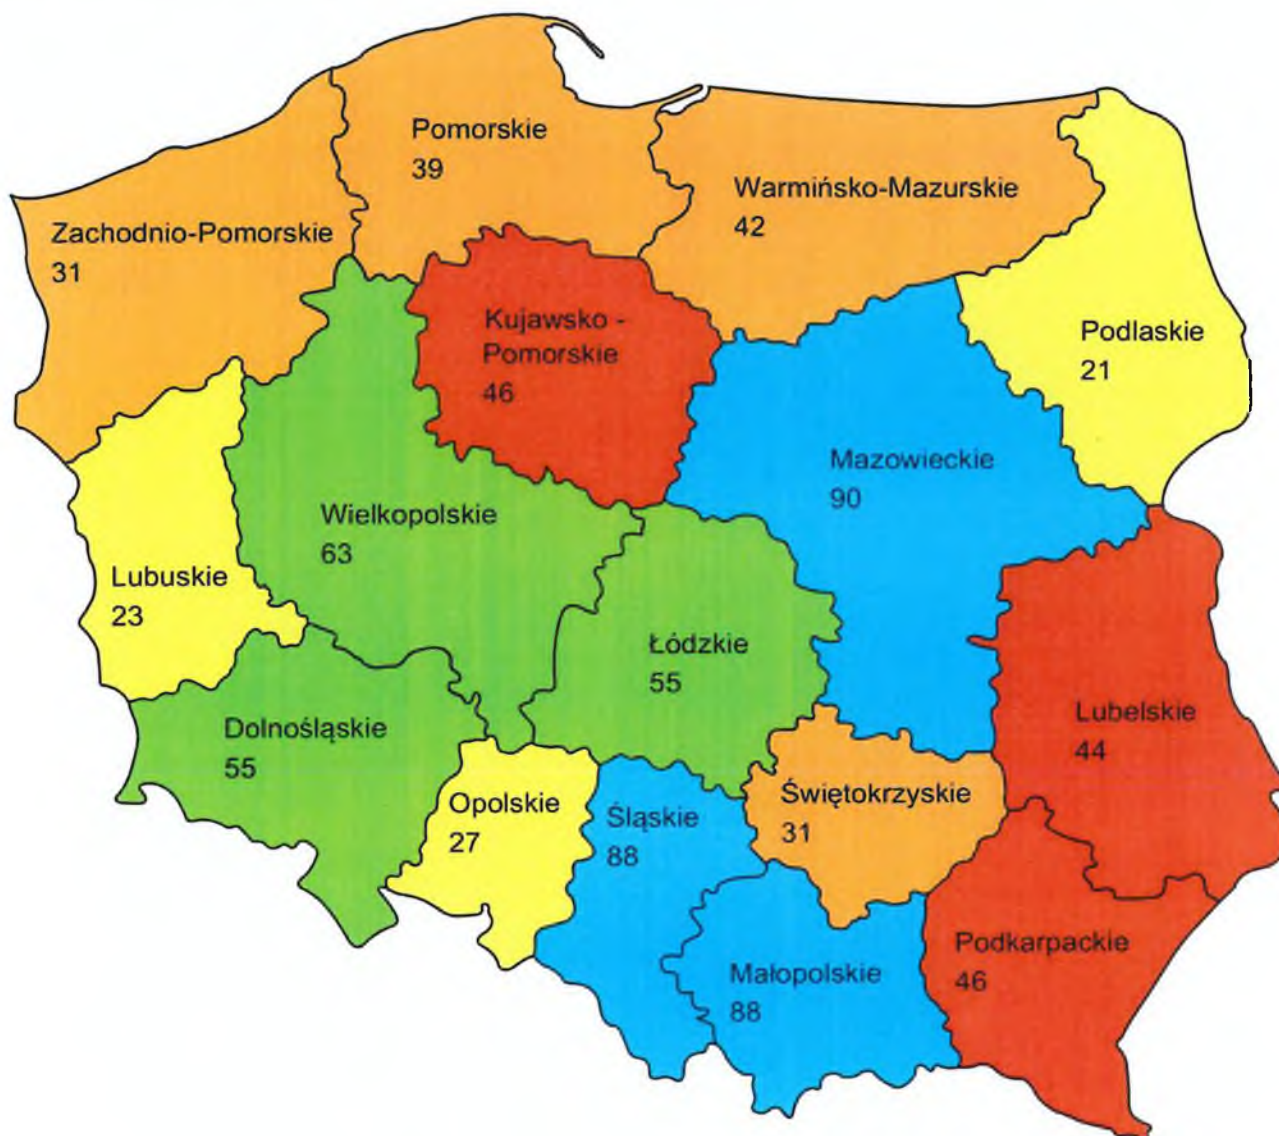 Pomorskie
39
Warmińsko-Mazurskie
42
Zachodnio-Pomorskie
31
Kujawsko -
Pomorskie
46
Podlaskie
21
Mazowieckie
90
Wielkopolskie
63
Lubuskie
23
Łódzkie
55
Lubelskie
44
Dolnośląskie
55
Opolskie
27
Śląskie
88
Świętokrzyskie
31
Małopolskie
88
Podkarpackie
46